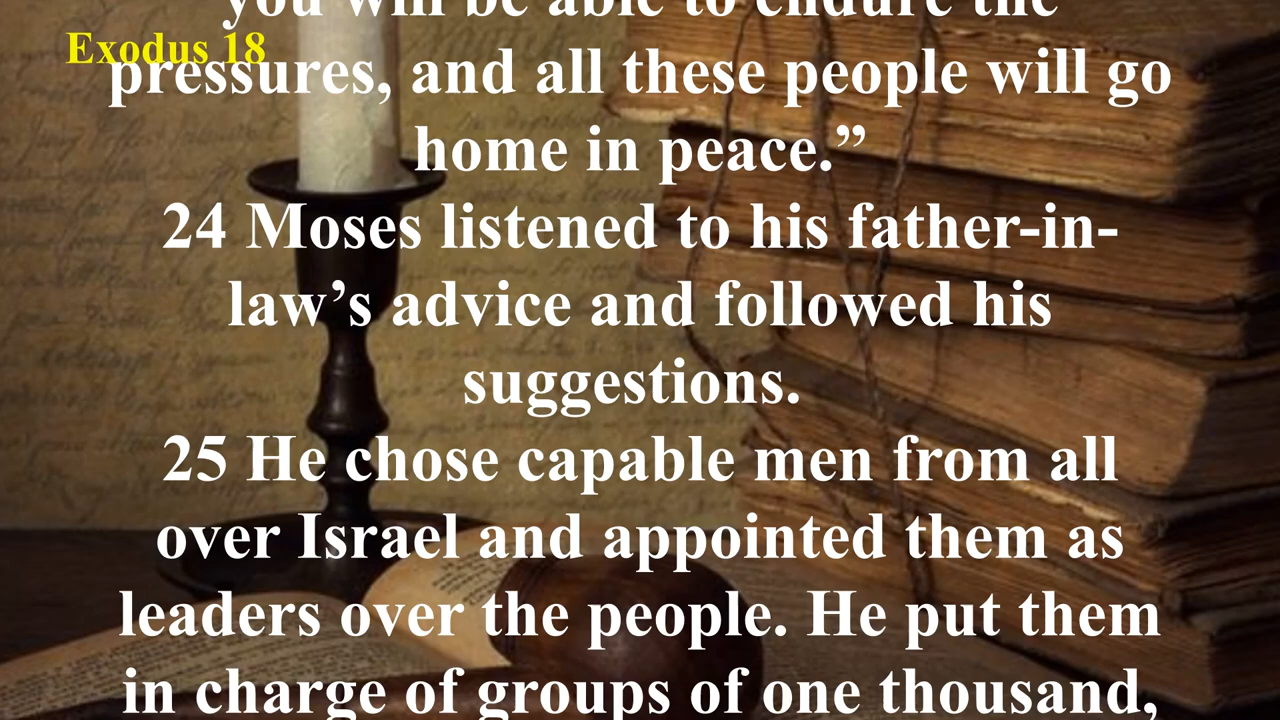 you will be able to endure the
Exodus 18
pressures, and all these people will go
home in peace.”
24 Moses listened to his father-in-
law’s advice and followed his
suggestions.
25 He chose capable men from all
over Israel and appointed them as
leaders over the people. He put them
in charge of groups of one thousand,